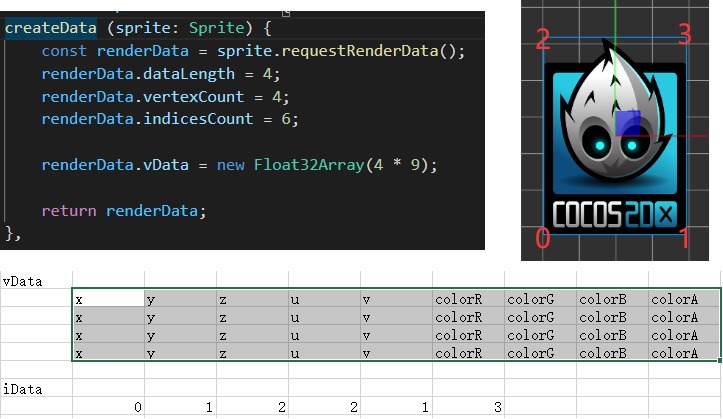 createData (sprite: Sprite) {
const renderData = sprite.requestRenderData();
renderData.dataLength = 4;
renderData.vertexCount = 4;
renderData.indicesCount = 6;
renderData.vData = new Float32Array(4 * 9);
return renderData;
},
2 3
COCOS2DX
0 1
vData
x y z u v colorR colorG colorB colorA
x y z u v colorR colorG colorB colorA
x y z u v colorR colorG colorB colorA
x y z u v colorR colorG colorB colorA
iData
0 1 2 2 1 3